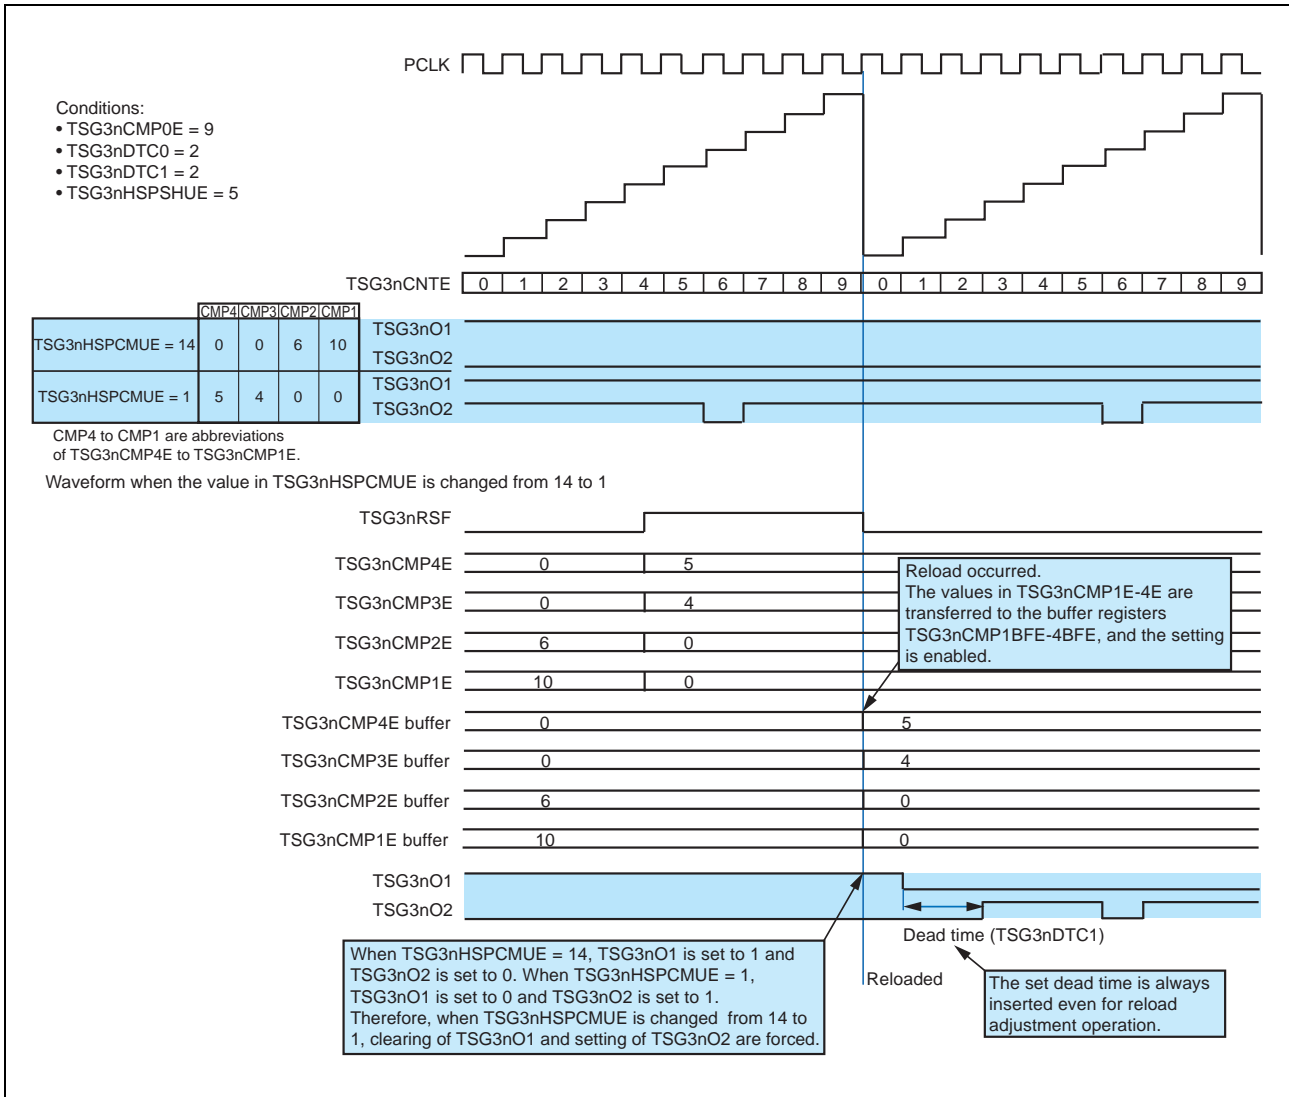 PCLK
Conditions:
• TSG3nCMP0E = 9
• TSG3nDTC0 = 2
• TSG3nDTC1 = 2
• TSG3nHSPSHUE = 5
TSG3nCNTE 0 1 2 3 4 5 6 7 8 9 0 1 2 3 4 5 6 7 8 9
CMP4 CMP3 CMP2 CMP1
TSG3nHSPCMUE = 14 0 0 6 10
TSG3nO1
TSG3nO2
TSG3nHSPCMUE = 1 5 4 0 0
TSG3nO1
TSG3nO2
CMP4 to CMP1 are abbreviations
of TSG3nCMP4E to TSG3nCMP1E.
Waveform when the value in TSG3nHSPCMUE is changed from 14 to 1
TSG3nRSF
TSG3nCMP4E 0 5
TSG3nCMP3E 0 4
TSG3nCMP2E 6 0
TSG3nCMP1E 10 0
Reload occurred.
The values in TSG3nCMP1E-4E are
transferred to the buffer registers
TSG3nCMP1BFE-4BFE, and the setting
is enabled.
TSG3nCMP4E buffer 0 5
TSG3nCMP3E buffer 0 4
TSG3nCMP2E buffer 6 0
TSG3nCMP1E buffer 10 0
TSG3nO1
TSG3nO2
Dead time (TSG3nDTC1)
When TSG3nHSPCMUE = 14, TSG3nO1 is set to 1 and
TSG3nO2 is set to 0. When TSG3nHSPCMUE = 1,
TSG3nO1 is set to 0 and TSG3nO2 is set to 1.
Therefore, when TSG3nHSPCMUE is changed from 14 to
1, clearing of TSG3nO1 and setting of TSG3nO2 are forced.
Reloaded
The set dead time is always
inserted even for reload
adjustment operation.